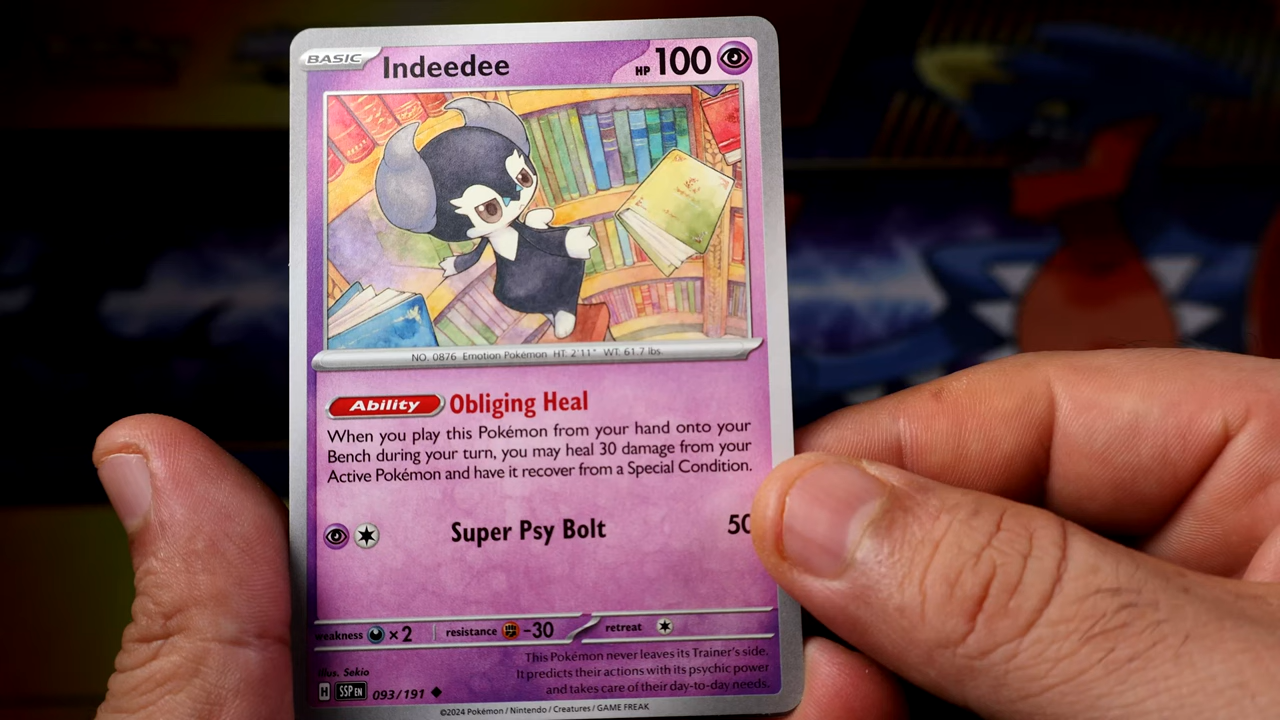 BASIC Indeedee HP 100
NO. 0876 Emotion Pokémon HT: 2'11" WT: 61.7 lbs.
Ability Obliging Heal
When you play this Pokémon from your hand onto your
Bench during your turn, you may heal 30 damage from your
Active Pokémon and have it recover from a Special Condition.
Super Psy Bolt 50
weakness ×2 resistance -30 retreat
This Pokémon never leaves its Trainer's side.
It predicts their actions with its psychic power
and takes care of their day-to-day needs.
Illus. Sekio
H SSP EN 093/191
©2024 Pokémon / Nintendo / Creatures / GAME FREAK